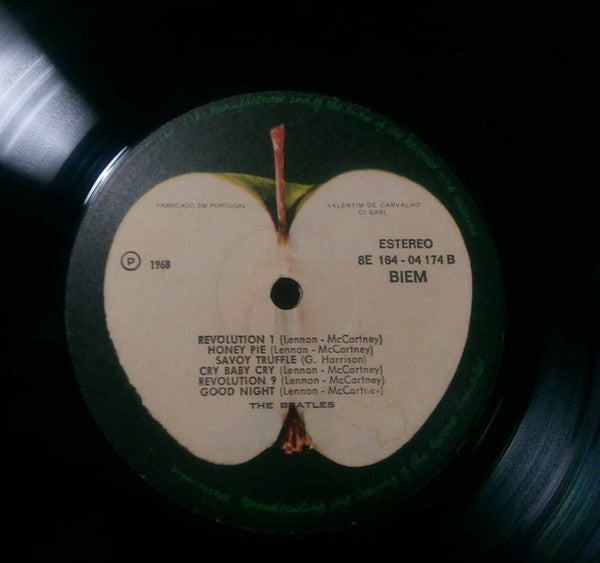 FABRICADO EM PORTUGAL
VALENTIM DE CARVALHO
CI SARL
ESTEREO
8E 164 - 04 174 B
BIEM
℗ 1968
REVOLUTION 1 (Lennon - McCartney)
HONEY PIE (Lennon - McCartney)
SAVOY TRUFFLE (G. Harrison)
CRY BABY CRY (Lennon - McCartney)
REVOLUTION 9 (Lennon - McCartney)
GOOD NIGHT (Lennon - McCartney)
THE BEATLES